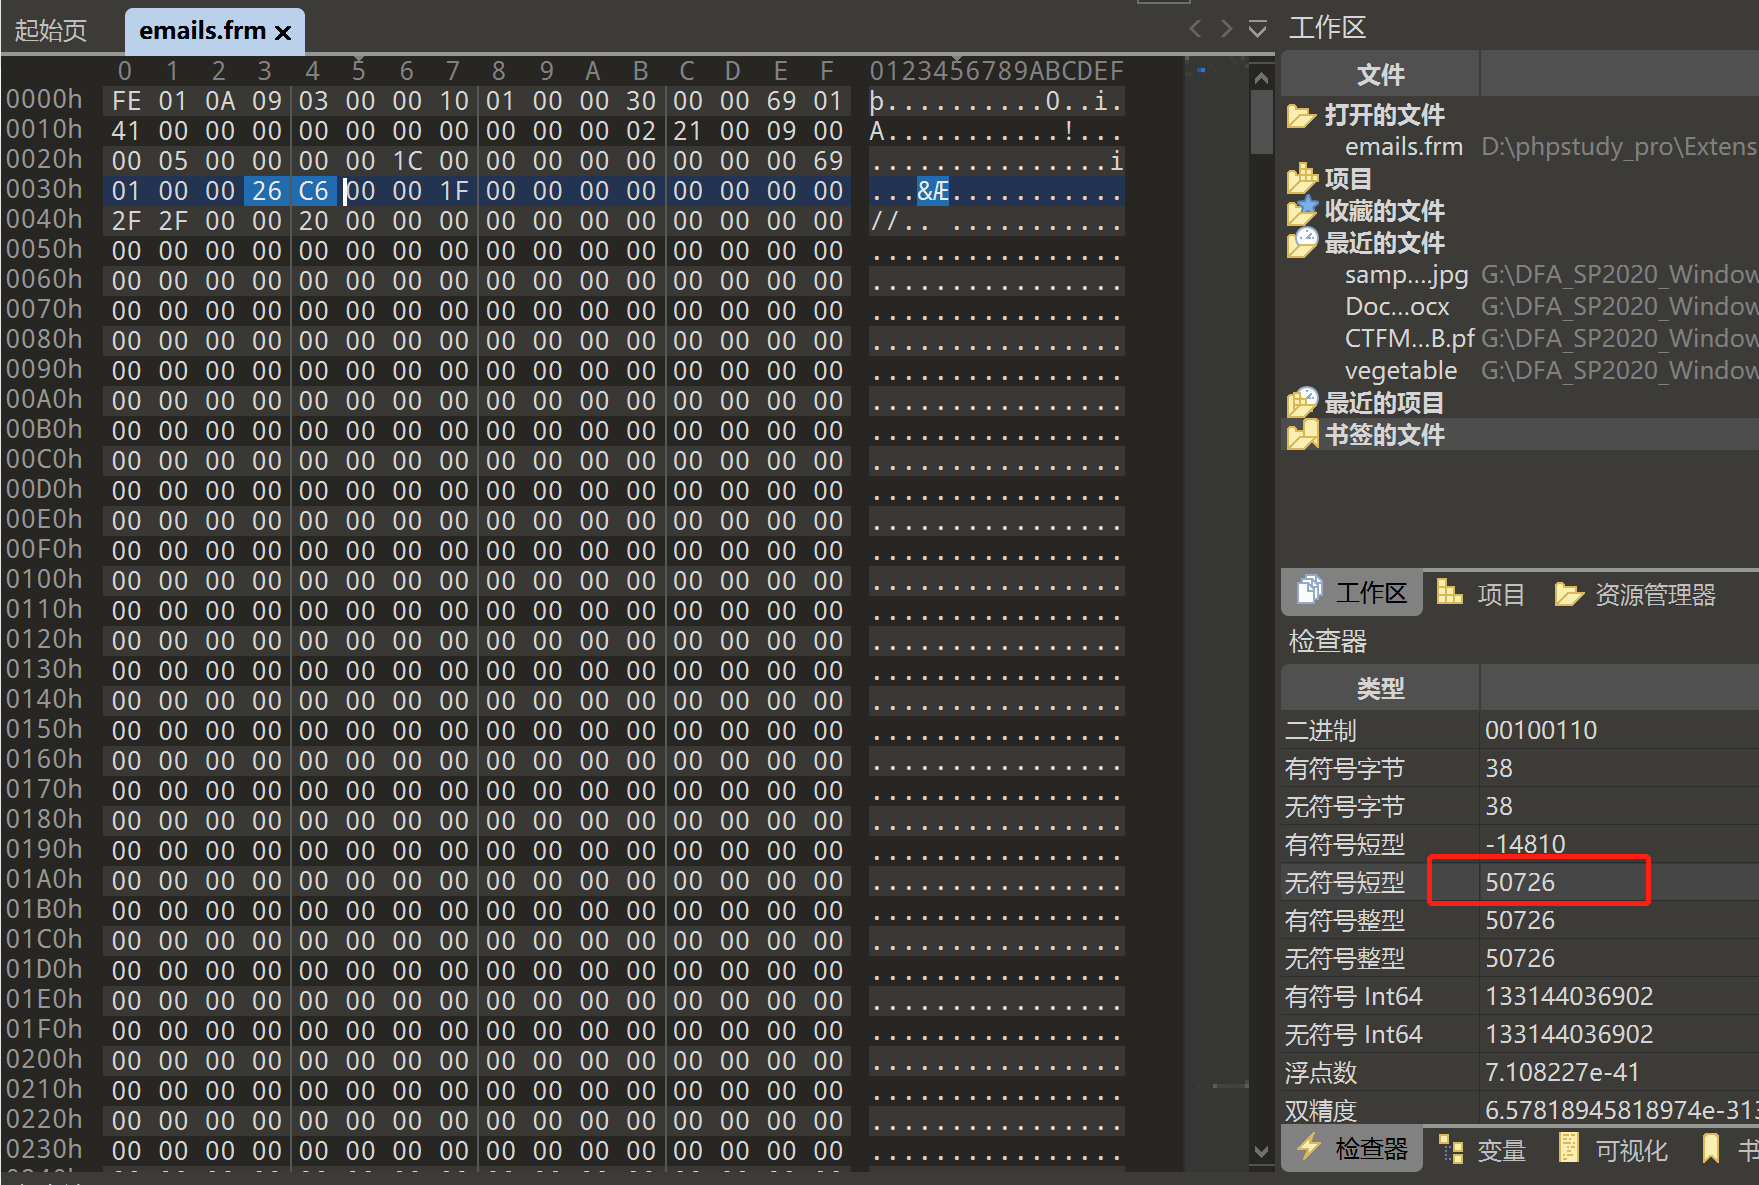 起始页
emails.frm ×
0 1 2 3 4 5 6 7 8 9 A B C D E F 0123456789ABCDEF
0000h FE 01 0A 09 03 00 00 10 01 00 00 30 00 00 69 01 þ..........0..i.
0010h 41 00 00 00 00 00 00 00 00 00 02 21 00 09 00 A...........!...
0020h 00 05 00 00 00 00 1C 00 00 00 00 00 00 00 00 69 ...............i
0030h 01 00 00 26 C6 00 00 1F 00 00 00 00 00 00 00 00 ...&Æ...........
0040h 2F 2F 00 00 20 00 00 00 00 00 00 00 00 00 00 00 //.. ...........
0050h 00 00 00 00 00 00 00 00 00 00 00 00 00 00 00 00 ................
0060h 00 00 00 00 00 00 00 00 00 00 00 00 00 00 00 00 ................
0070h 00 00 00 00 00 00 00 00 00 00 00 00 00 00 00 00 ................
0080h 00 00 00 00 00 00 00 00 00 00 00 00 00 00 00 00 ................
0090h 00 00 00 00 00 00 00 00 00 00 00 00 00 00 00 00 ................
00A0h 00 00 00 00 00 00 00 00 00 00 00 00 00 00 00 00 ................
00B0h 00 00 00 00 00 00 00 00 00 00 00 00 00 00 00 00 ................
00C0h 00 00 00 00 00 00 00 00 00 00 00 00 00 00 00 00 ................
00D0h 00 00 00 00 00 00 00 00 00 00 00 00 00 00 00 00 ................
00E0h 00 00 00 00 00 00 00 00 00 00 00 00 00 00 00 00 ................
00F0h 00 00 00 00 00 00 00 00 00 00 00 00 00 00 00 00 ................
0100h 00 00 00 00 00 00 00 00 00 00 00 00 00 00 00 00 ................
0110h 00 00 00 00 00 00 00 00 00 00 00 00 00 00 00 00 ................
0120h 00 00 00 00 00 00 00 00 00 00 00 00 00 00 00 00 ................
0130h 00 00 00 00 00 00 00 00 00 00 00 00 00 00 00 00 ................
0140h 00 00 00 00 00 00 00 00 00 00 00 00 00 00 00 00 ................
0150h 00 00 00 00 00 00 00 00 00 00 00 00 00 00 00 00 ................
0160h 00 00 00 00 00 00 00 00 00 00 00 00 00 00 00 00 ................
0170h 00 00 00 00 00 00 00 00 00 00 00 00 00 00 00 00 ................
0180h 00 00 00 00 00 00 00 00 00 00 00 00 00 00 00 00 ................
0190h 00 00 00 00 00 00 00 00 00 00 00 00 00 00 00 00 ................
01A0h 00 00 00 00 00 00 00 00 00 00 00 00 00 00 00 00 ................
01B0h 00 00 00 00 00 00 00 00 00 00 00 00 00 00 00 00 ................
01C0h 00 00 00 00 00 00 00 00 00 00 00 00 00 00 00 00 ................
01D0h 00 00 00 00 00 00 00 00 00 00 00 00 00 00 00 00 ................
01E0h 00 00 00 00 00 00 00 00 00 00 00 00 00 00 00 00 ................
01F0h 00 00 00 00 00 00 00 00 00 00 00 00 00 00 00 00 ................
0200h 00 00 00 00 00 00 00 00 00 00 00 00 00 00 00 00 ................
0210h 00 00 00 00 00 00 00 00 00 00 00 00 00 00 00 00 ................
0220h 00 00 00 00 00 00 00 00 00 00 00 00 00 00 00 00 ................
0230h 00 00 00 00 00 00 00 00 00 00 00 00 00 00 00 00 ................
工作区
文件
打开的文件
emails.frm D:\phpstudy_pro\Extens
项目
收藏的文件
最近的文件
samp....jpg G:\DFA_SP2020_Window
Doc...ocx G:\DFA_SP2020_Window
CTFM...B.pf G:\DFA_SP2020_Window
vegetable G:\DFA_SP2020_Window
最近的项目
书签的文件
工作区 项目 资源管理器
检查器
类型
二进制 00100110
有符号字节 38
无符号字节 38
有符号短型 -14810
无符号短型 50726
有符号整型 50726
无符号整型 50726
有符号 Int64 133144036902
无符号 Int64 133144036902
浮点数 7.108227e-41
双精度 6.57818945818974e-313
检查器 变量 可视化 书